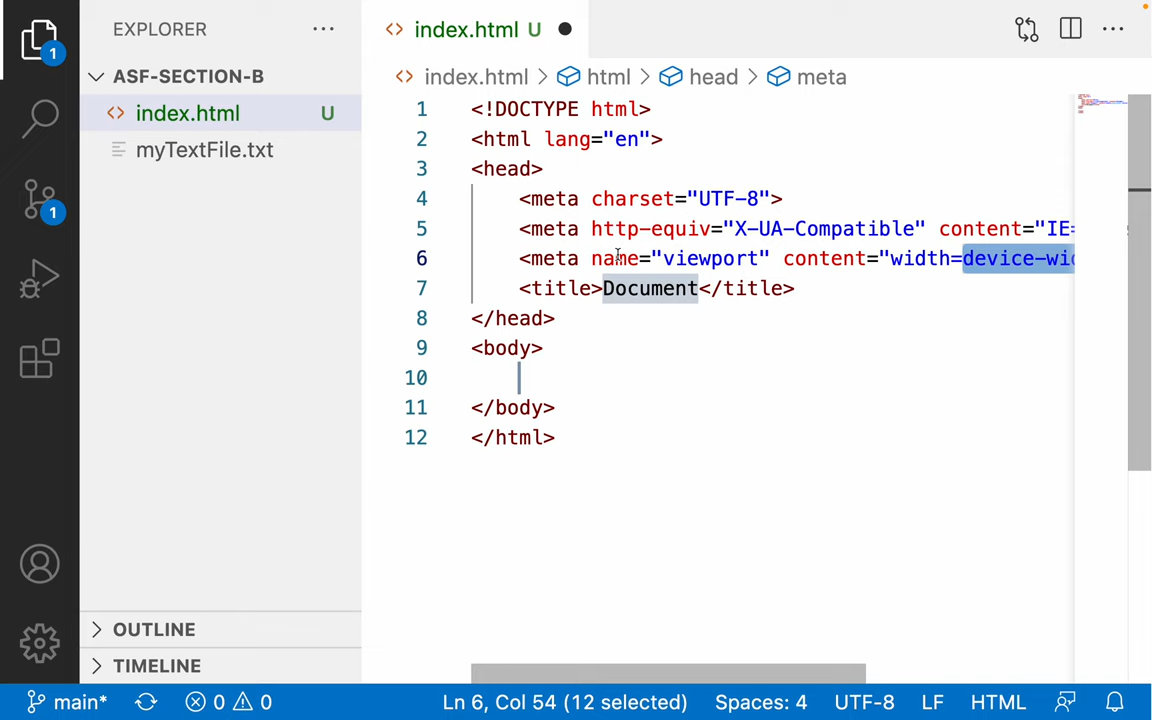 EXPLORER
ASF-SECTION-B
index.html U
myTextFile.txt
OUTLINE
TIMELINE
index.html U
index.html > html > head > meta
1 <!DOCTYPE html>
2 <html lang="en">
3 <head>
4 <meta charset="UTF-8">
5 <meta http-equiv="X-UA-Compatible" content="IE=
6 <meta name="viewport" content="width=device-wid
7 <title>Document</title>
8 </head>
9 <body>
10
11 </body>
12 </html>
1
1
main* 0 0 Ln 6, Col 54 (12 selected) Spaces: 4 UTF-8 LF HTML